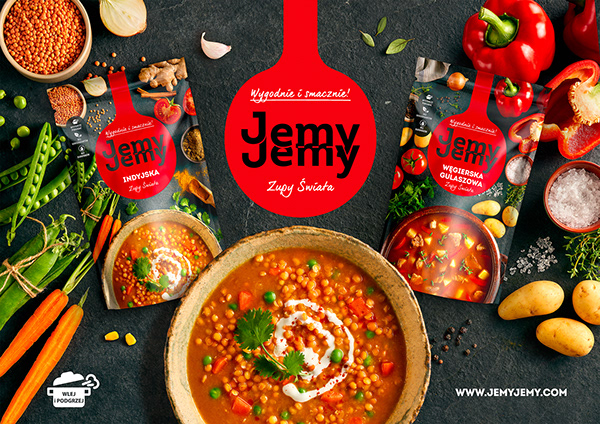 Wygodnie i smacznie!
Jemy
Jemy
Zupy Świata
Wygodnie i smacznie!
Jemy
Jemy
INDYJSKA
Zupy Świata
Wygodnie i smacznie!
Jemy
Jemy
WĘGIERSKA
GULASZOWA
Zupy Świata
WLEJ
I PODGRZEJ
WWW.JEMYJEMY.COM